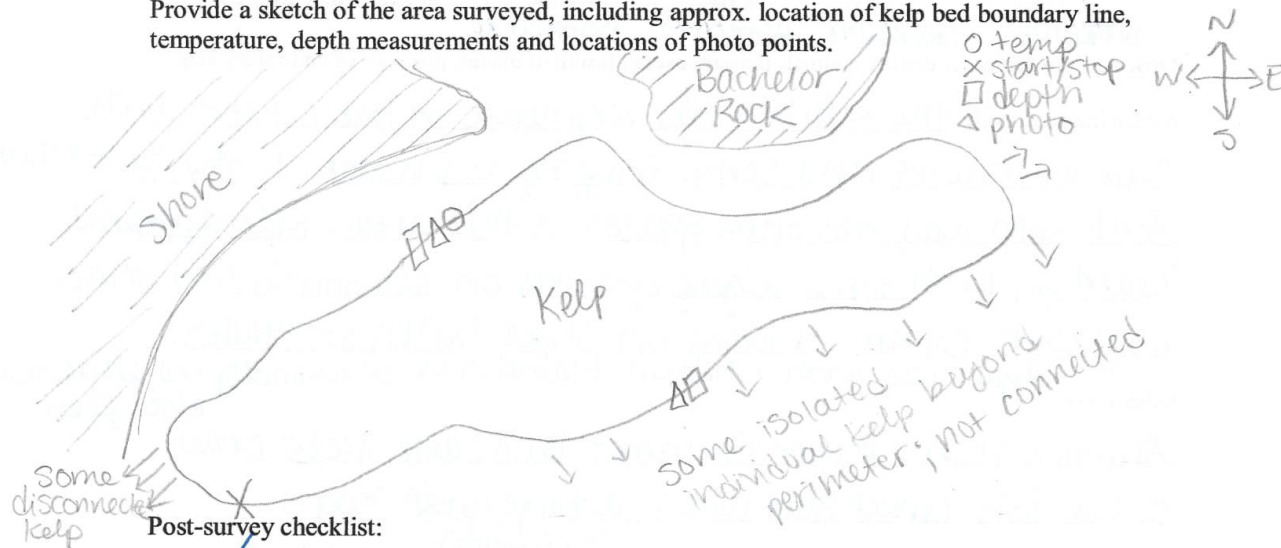 Provide a sketch of the area surveyed, including approx. location of kelp bed boundary line,
temperature, depth measurements and locations of photo points.
O temp
X start/stop
□ depth
△ photo
N
W E
S
Bachelor
Rock
Shore
Kelp
some isolated
individual kelp beyond
perimeter; not connected
some
disconnected
kelp
Post-survey checklist: